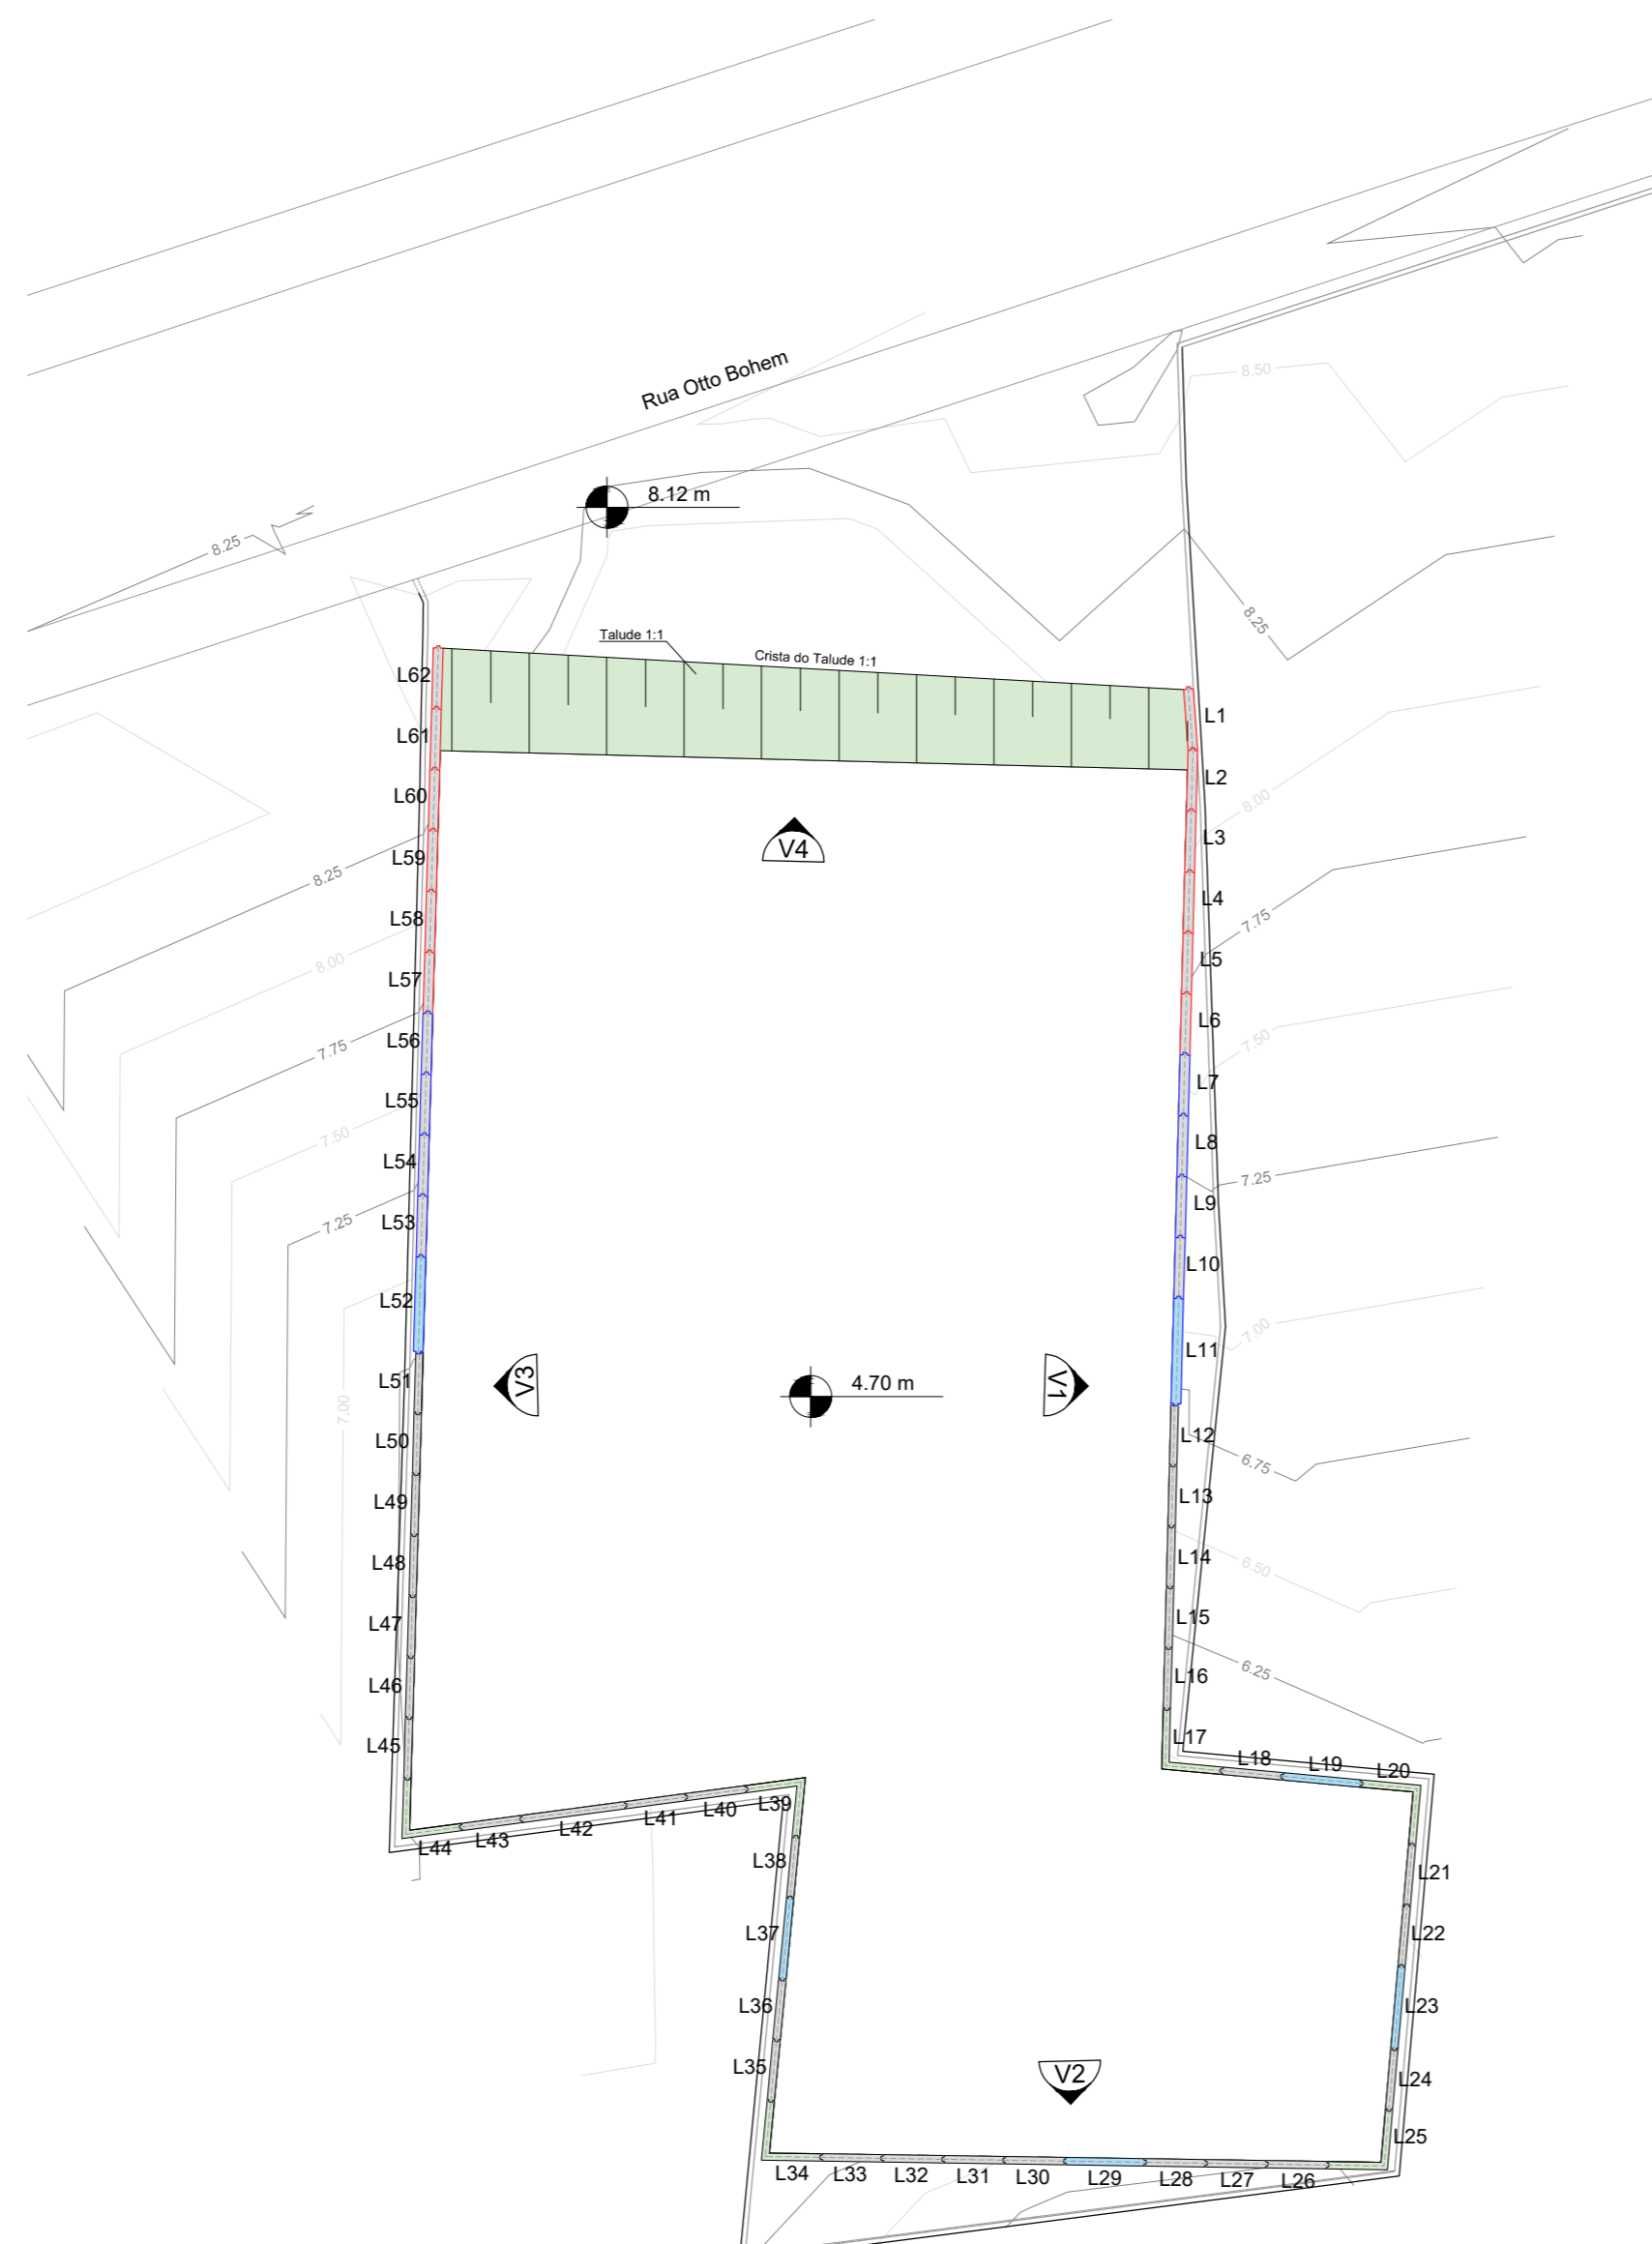 8.50
Rua Otto Bohem
8.12 m
8.25
8.25
Talude 1:1
Crista do Talude 1:1
L62
L1
L61
L2
L60
8.00
L3
V4
L59
8.25
L4
L58
7.75
L5
8.00
L57
L6
L56
7.50
7.75
L7
L55
L8
7.50
L54
7.25
L9
L53
7.25
L10
L52
7.00
L11
L51
V3
4.70 m
V1
7.00
L50
L12
6.75
L49
L13
L48
L14
6.50
L47
L15
L46
L16
6.25
L45
L17
L18
L19
L20
L39
L40
L41
L42
L43
L44
L38
L21
L37
L22
L36
L23
L35
V2
L24
L25
L34
L33
L32
L31
L30
L29
L28
L27
L26